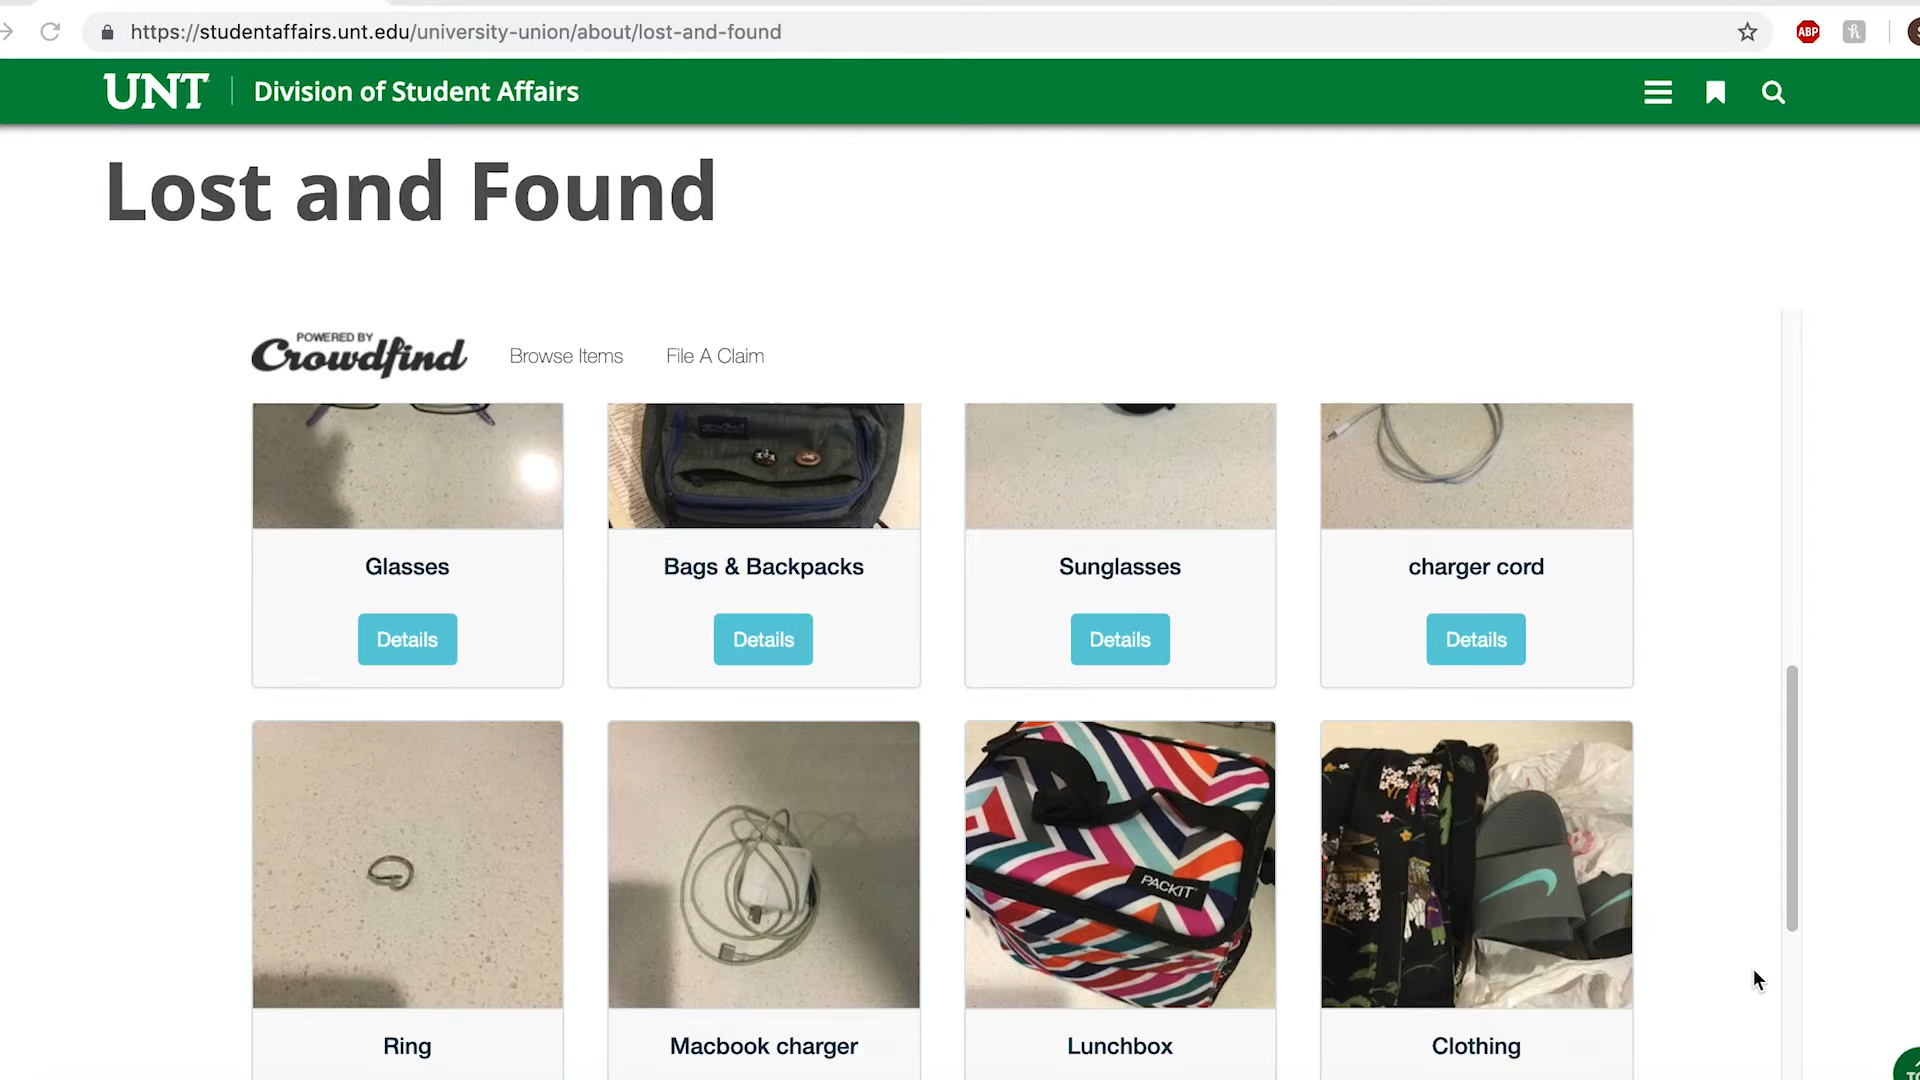 https://studentaffairs.unt.edu/university-union/about/lost-and-found
ABP
UNT
Division of Student Affairs
Lost and Found
POWERED BY
Crowdfind
Browse Items
File A Claim
Glasses
Bags & Backpacks
Sunglasses
charger cord
Details
Details
Details
Details
PACKIT
Ring
Macbook charger
Lunchbox
Clothing